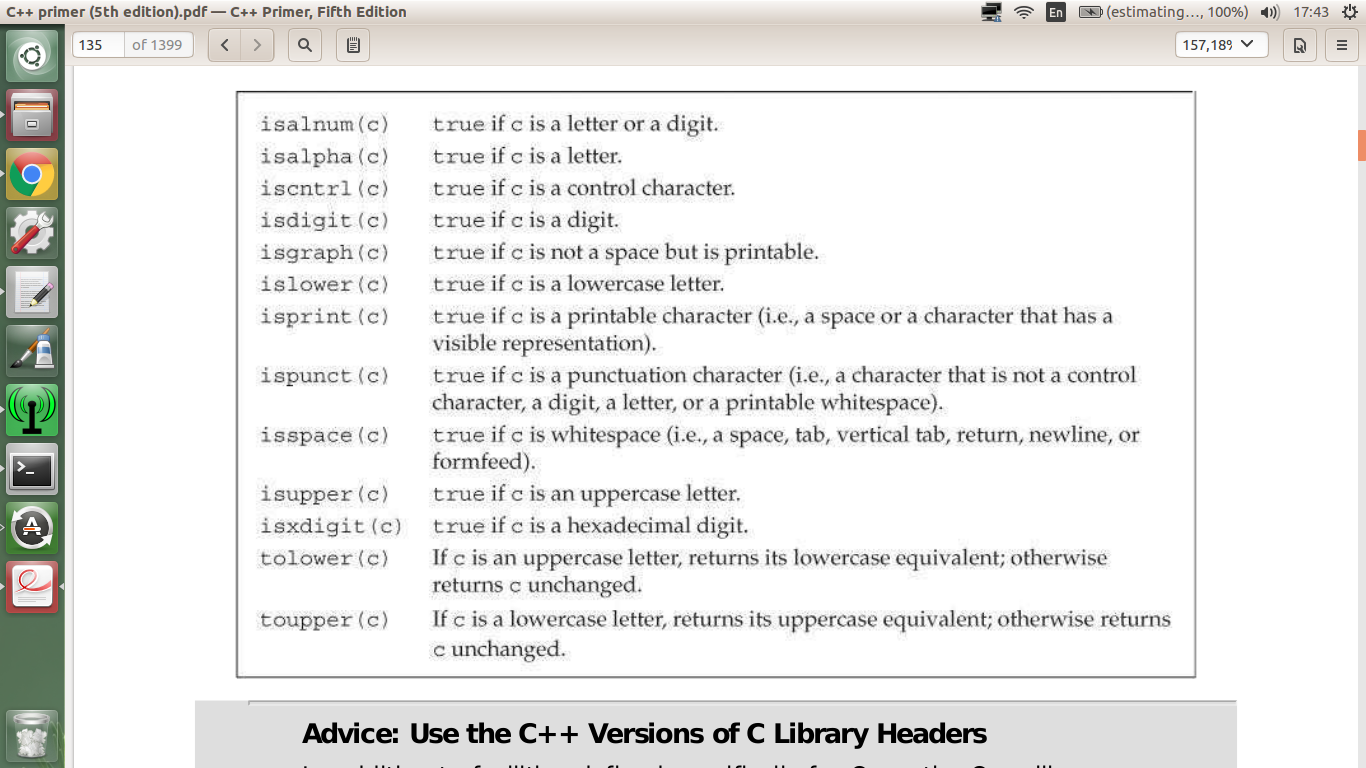 C++ primer (5th edition).pdf — C++ Primer, Fifth Edition
En (estimating..., 100%) 17:43
135 of 1399 157,18%
isalnum(c) true if c is a letter or a digit.
isalpha(c) true if c is a letter.
iscntrl(c) true if c is a control character.
isdigit(c) true if c is a digit.
isgraph(c) true if c is not a space but is printable.
islower(c) true if c is a lowercase letter.
isprint(c) true if c is a printable character (i.e., a space or a character that has a
visible representation).
ispunct(c) true if c is a punctuation character (i.e., a character that is not a control
character, a digit, a letter, or a printable whitespace).
isspace(c) true if c is whitespace (i.e., a space, tab, vertical tab, return, newline, or
formfeed).
isupper(c) true if c is an uppercase letter.
isxdigit(c) true if c is a hexadecimal digit.
tolower(c) If c is an uppercase letter, returns its lowercase equivalent; otherwise
returns c unchanged.
toupper(c) If c is a lowercase letter, returns its uppercase equivalent; otherwise returns
c unchanged.
Advice: Use the C++ Versions of C Library Headers